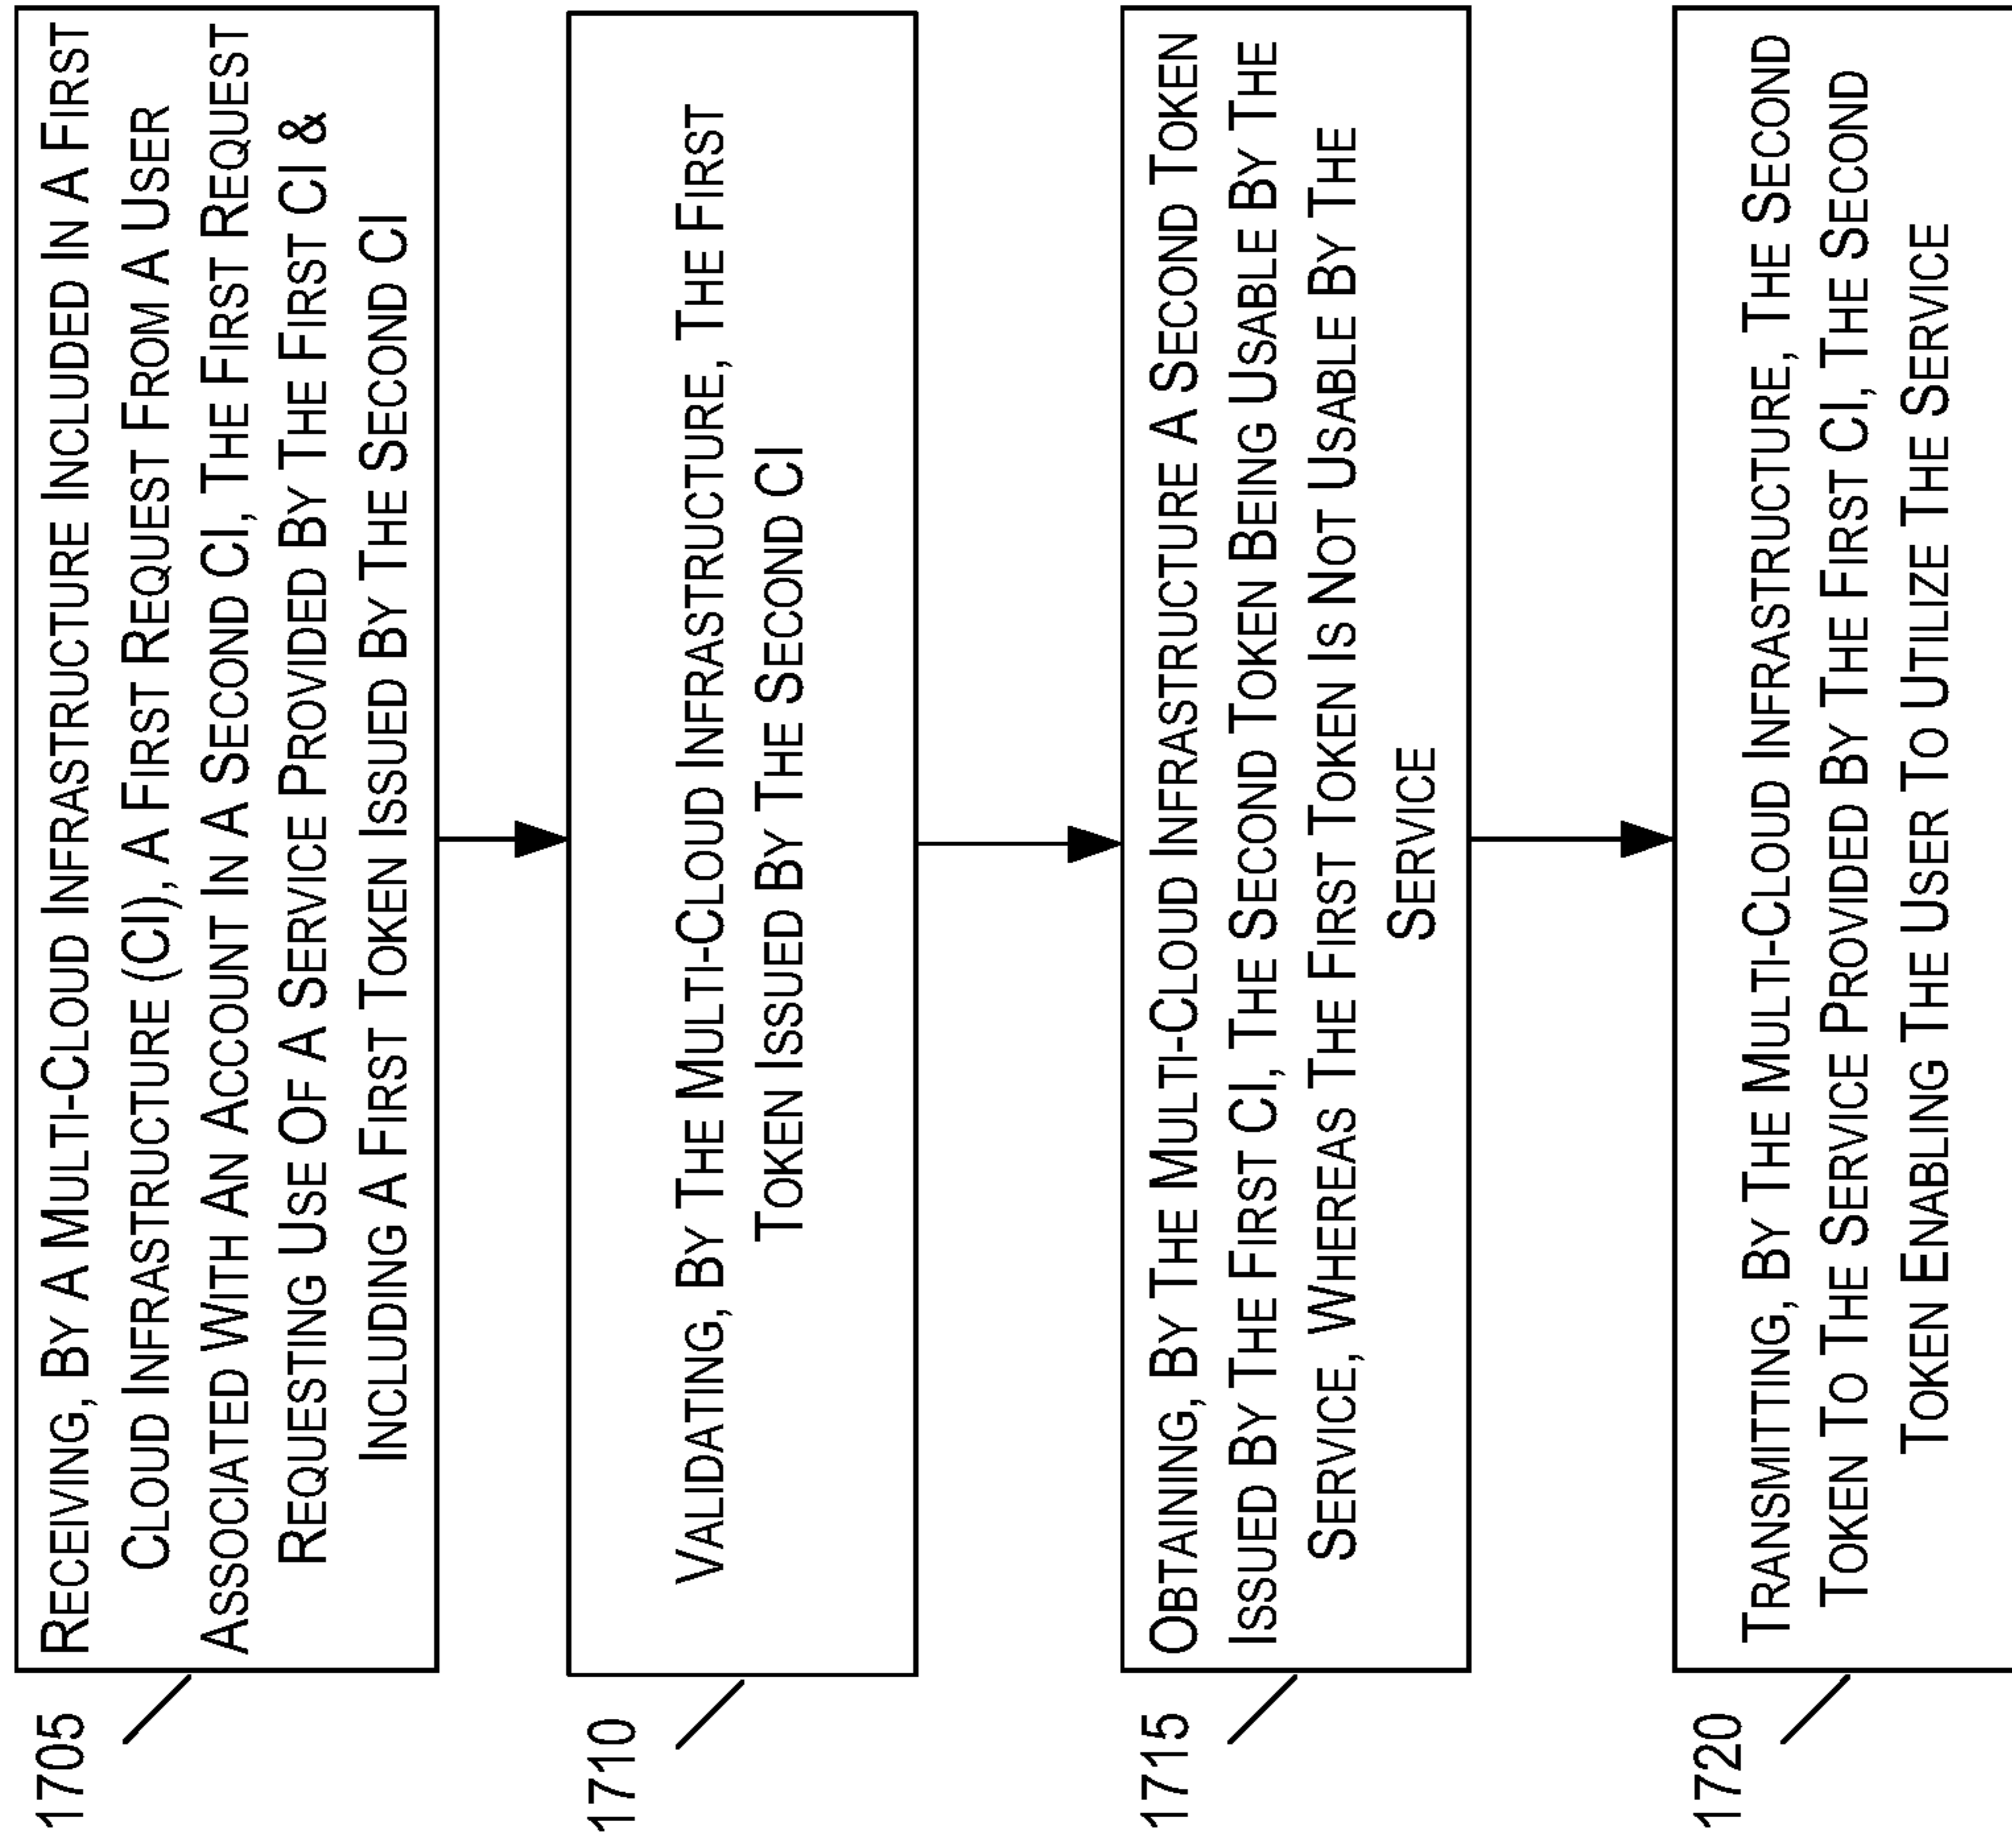 1705
RECEIVING, BY A MULTI-CLOUD INFRASTRUCTURE INCLUDED IN A FIRST
CLOUD INFRASTRUCTURE (CI), A FIRST REQUEST FROM A USER
ASSOCIATED WITH AN ACCOUNT IN A SECOND CI, THE FIRST REQUEST
REQUESTING USE OF A SERVICE PROVIDED BY THE FIRST CI &
INCLUDING A FIRST TOKEN ISSUED BY THE SECOND CI
1710
VALIDATING, BY THE MULTI-CLOUD INFRASTRUCTURE, THE FIRST
TOKEN ISSUED BY THE SECOND CI
1715
OBTAINING, BY THE MULTI-CLOUD INFRASTRUCTURE A SECOND TOKEN
ISSUED BY THE FIRST CI, THE SECOND TOKEN BEING USABLE BY THE
SERVICE, WHEREAS THE FIRST TOKEN IS NOT USABLE BY THE
SERVICE
1720
TRANSMITTING, BY THE MULTI-CLOUD INFRASTRUCTURE, THE SECOND
TOKEN TO THE SERVICE PROVIDED BY THE FIRST CI, THE SECOND
TOKEN ENABLING THE USER TO UTILIZE THE SERVICE